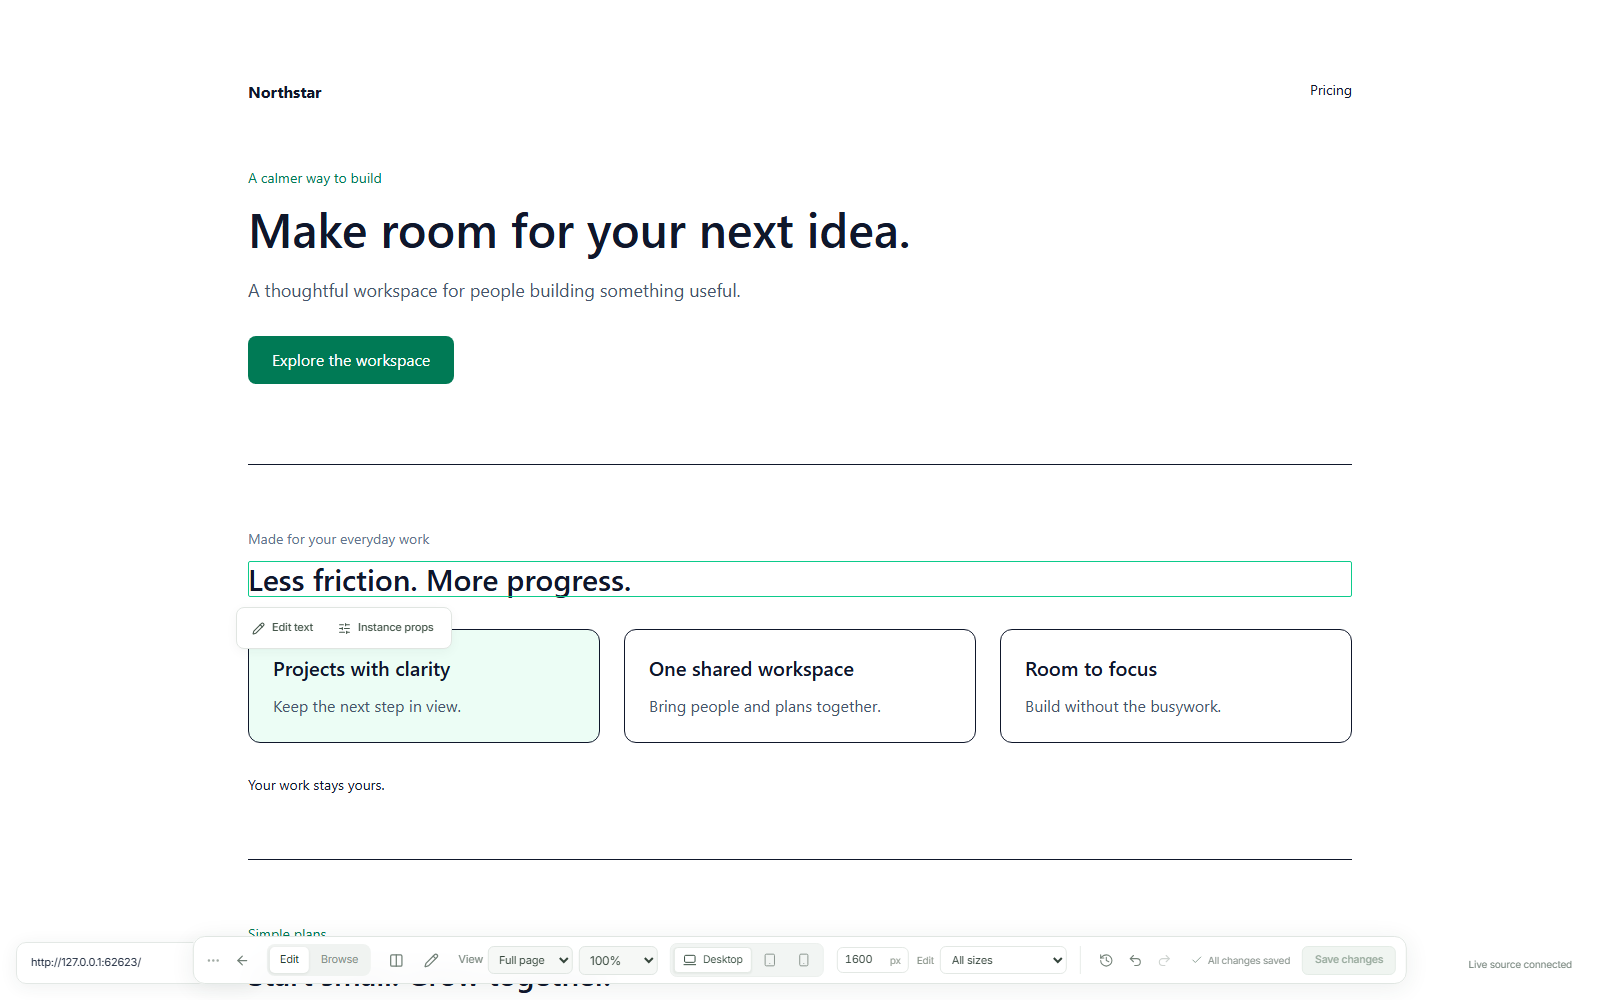 Northstar
Pricing
A calmer way to build
Make room for your next idea.
A thoughtful workspace for people building something useful.
Explore the workspace
Made for your everyday work
Less friction. More progress.
Edit text
Instance props
Projects with clarity
Keep the next step in view.
One shared workspace
Bring people and plans together.
Room to focus
Build without the busywork.
Your work stays yours.
Simple plans
http://127.0.0.1:62623/
Edit
Browse
View
Full page
100%
Desktop
1600 px
Edit
All sizes
All changes saved
Save changes
Live source connected
Start small. Grow together.